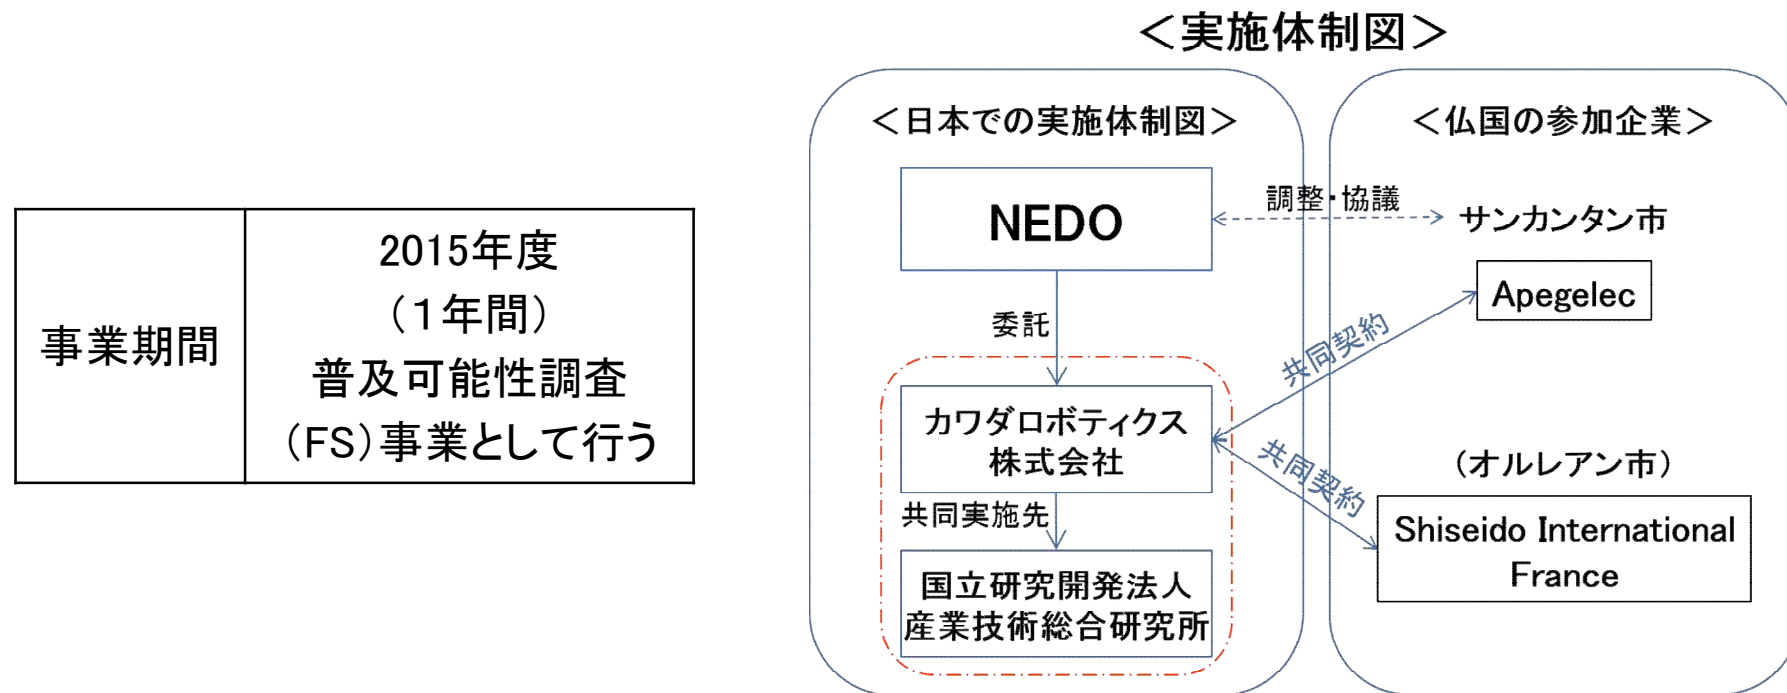 事業期間
2015年度
（１年間）
普及可能性調査
（FS）事業として行う
＜実施体制図＞
＜日本での実施体制図＞
NEDO
委託
カワダロボティクス
株式会社
共同実施先
国立研究開発法人
産業技術総合研究所
調整・協議
共同契約
共同契約
＜仏国の参加企業＞
サンカンタン市
Apegelec
（オルレアン市）
Shiseido International
France